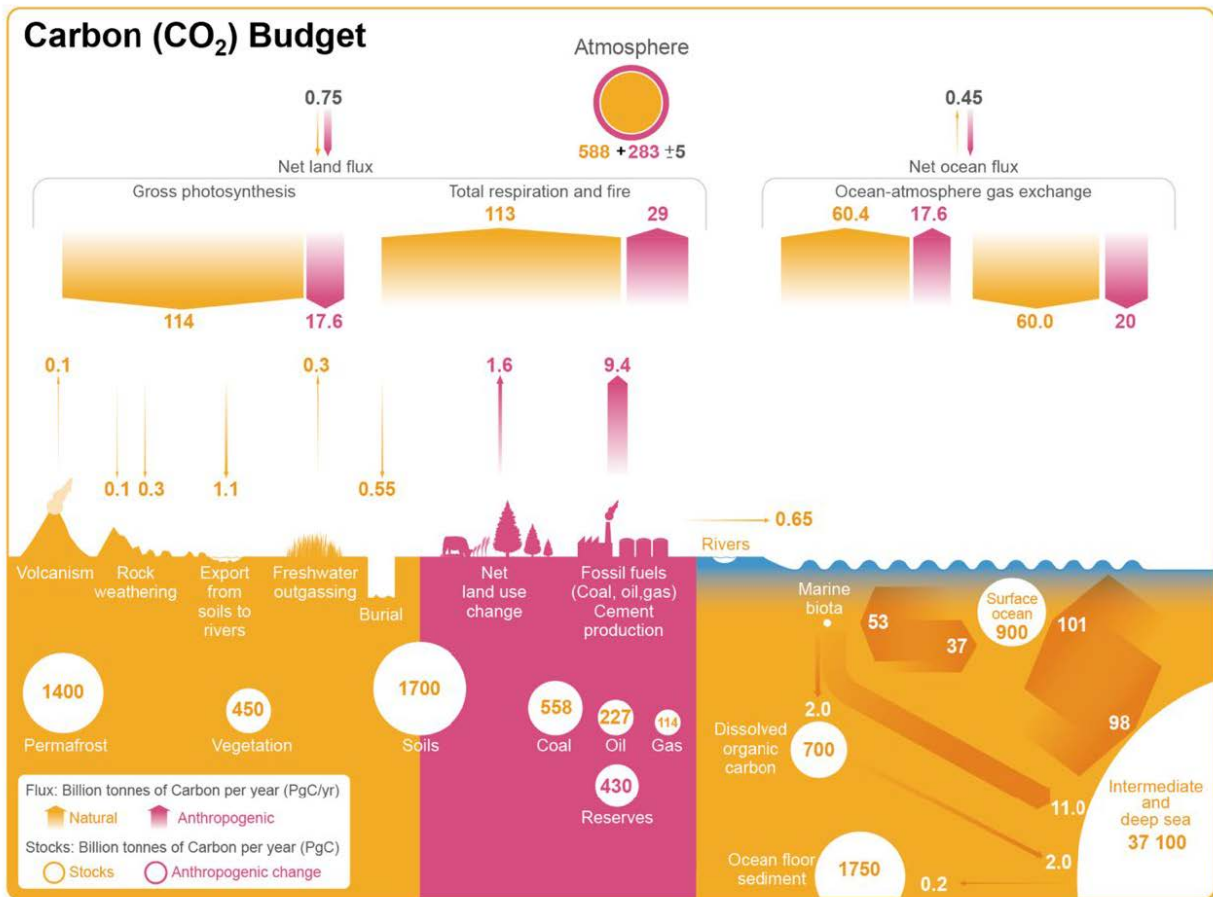 Carbon (CO₂) Budget
Atmosphere
588 + 283 ±5
0.75
Net land flux
0.45
Net ocean flux
Gross photosynthesis
Total respiration and fire
Ocean-atmosphere gas exchange
113
29
60.4
17.6
114
17.6
60.0
20
0.1
0.3
1.6
9.4
0.1
0.3
1.1
0.55
0.65
Volcanism
Rock
weathering
Export
from
soils to
rivers
Freshwater
outgassing
Burial
Net
land use
change
Fossil fuels
(Coal, oil,gas)
Cement
production
Rivers
Marine
biota
53
37
Surface
ocean
900
101
98
1400
Permafrost
450
Vegetation
1700
Soils
558
Coal
227
Oil
114
Gas
430
Reserves
2.0
Dissolved
organic
carbon
700
11.0
Intermediate
and
deep sea
37 100
2.0
Ocean floor
sediment
1750
0.2
Flux: Billion tonnes of Carbon per year (PgC/yr)
Natural
Anthropogenic
Stocks: Billion tonnes of Carbon per year (PgC)
Stocks
Anthropogenic change